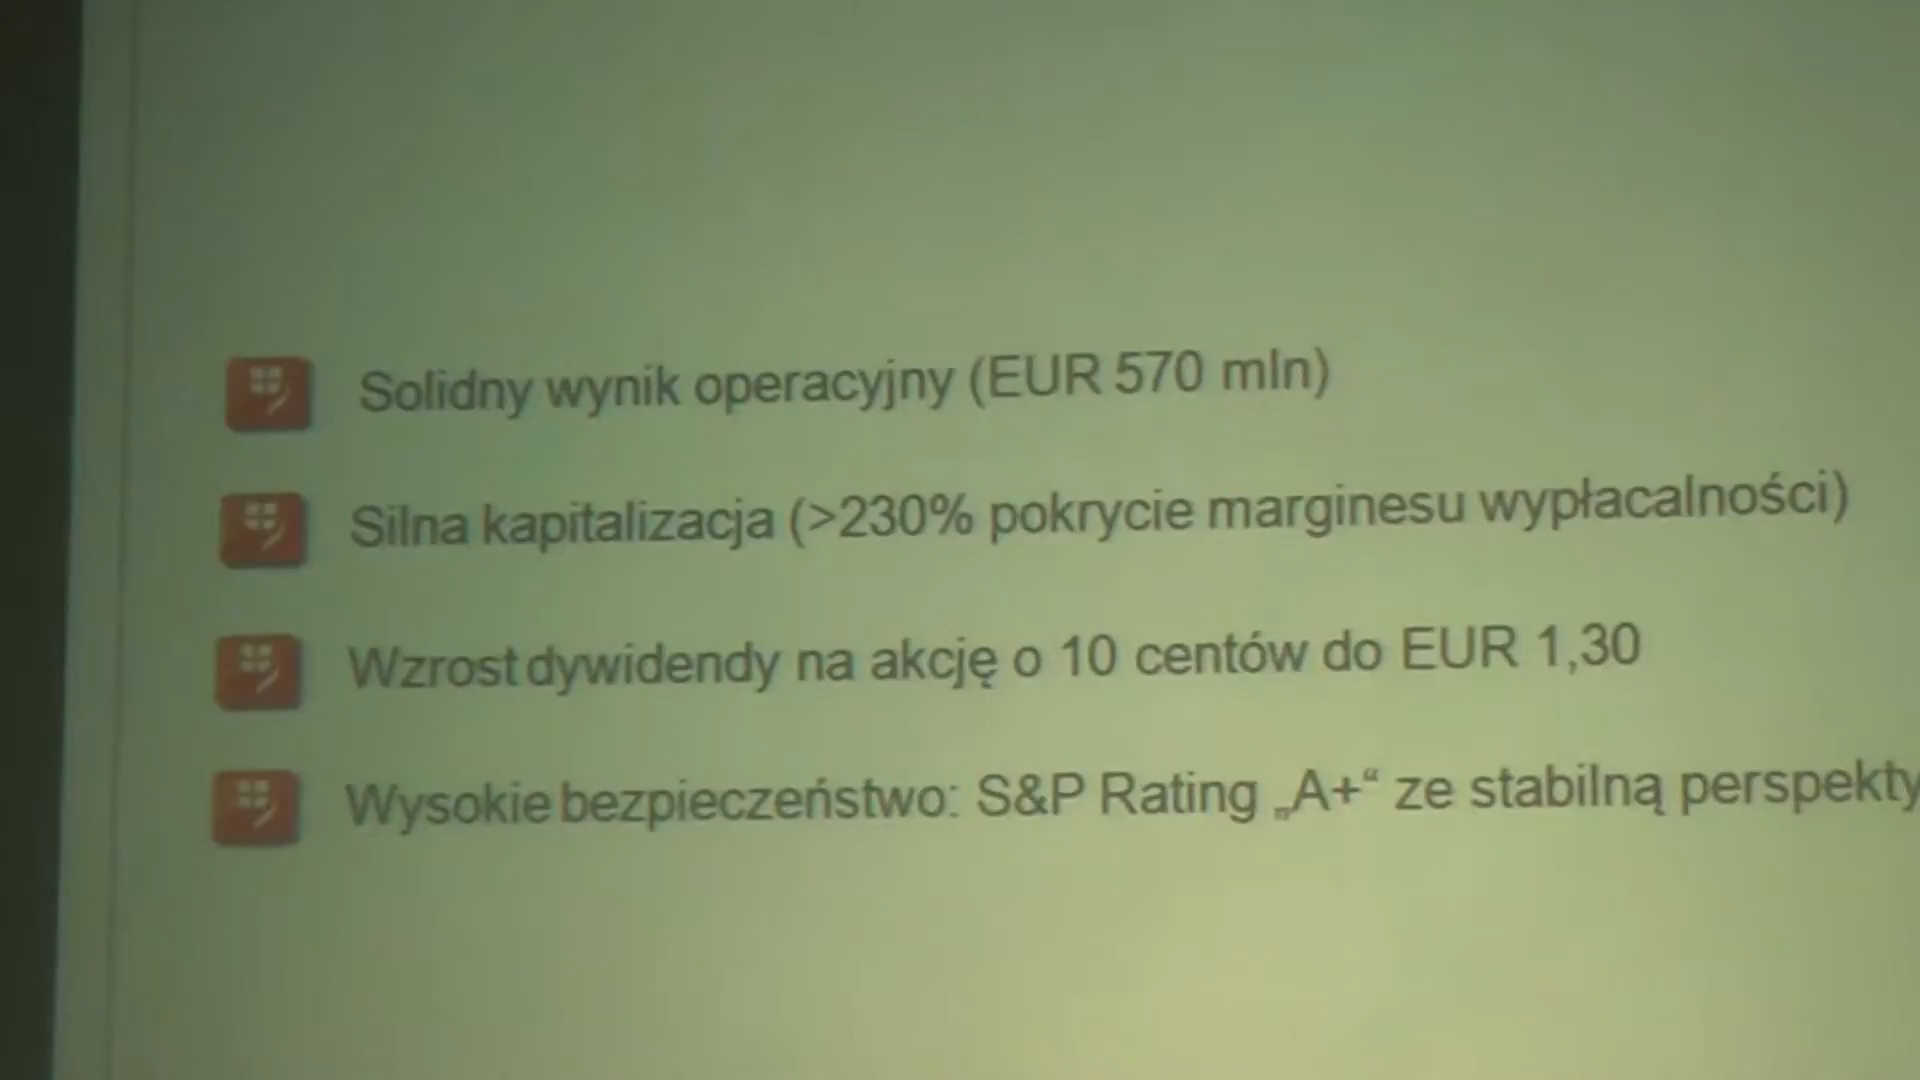 Solidny wynik operacyjny (EUR 570 mln)
Silna kapitalizacja (>230% pokrycie marginesu wypłacalności)
Wzrost dywidendy na akcję o 10 centów do EUR 1,30
Wysokie bezpieczeństwo: S&P Rating „A+“ ze stabilną